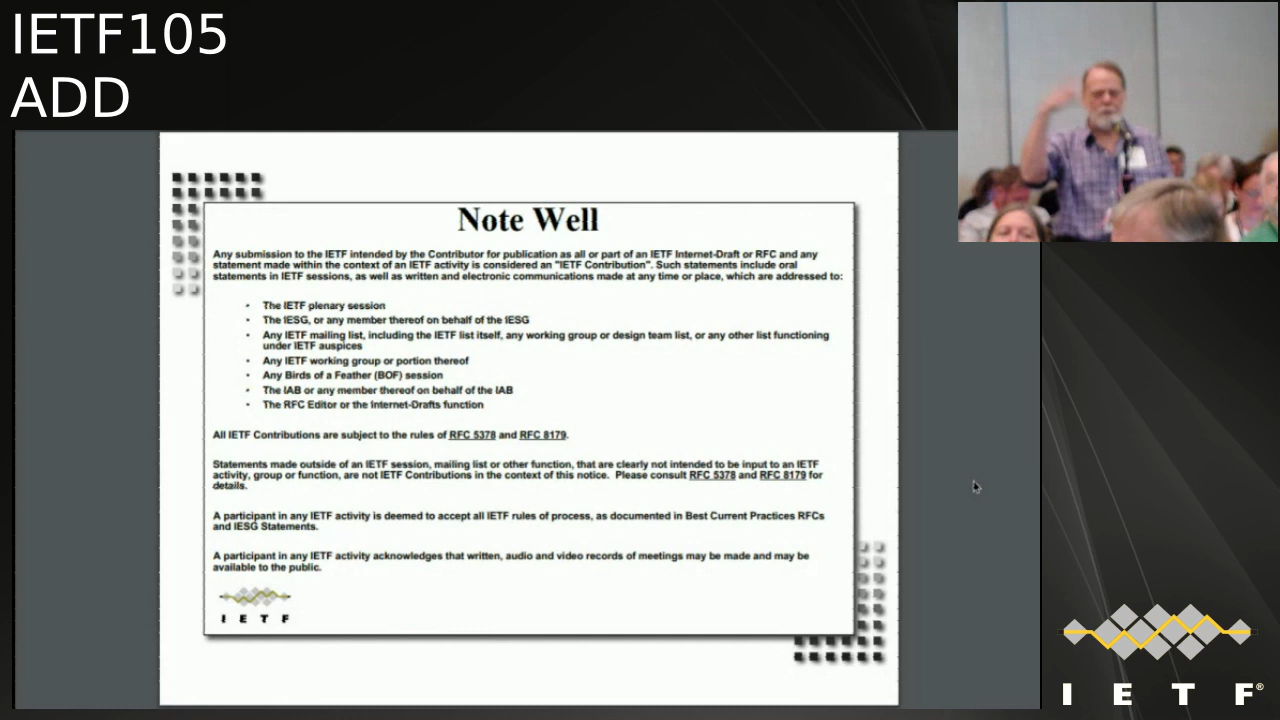 IETF105
ADD
Note Well
Any submission to the IETF intended by the Contributor for publication as all or part of an IETF Internet-Draft or RFC and any
statement made within the context of an IETF activity is considered an "IETF Contribution". Such statements include oral
statements in IETF sessions, as well as written and electronic communications made at any time or place, which are addressed to:
• The IETF plenary session
• The IESG, or any member thereof on behalf of the IESG
• Any IETF mailing list, including the IETF list itself, any working group or design team list, or any other list functioning
under IETF auspices
• Any IETF working group or portion thereof
• Any Birds of a Feather (BOF) session
• The IAB or any member thereof on behalf of the IAB
• The RFC Editor or the Internet-Drafts function
All IETF Contributions are subject to the rules of RFC 5378 and RFC 8179.
Statements made outside of an IETF session, mailing list or other function, that are clearly not intended to be input to an IETF
activity, group or function, are not IETF Contributions in the context of this notice. Please consult RFC 5378 and RFC 8179 for
details.
A participant in any IETF activity is deemed to accept all IETF rules of process, as documented in Best Current Practices RFCs
and IESG Statements.
A participant in any IETF activity acknowledges that written, audio and video records of meetings may be made and may be
available to the public.
I E T F
I E T F®